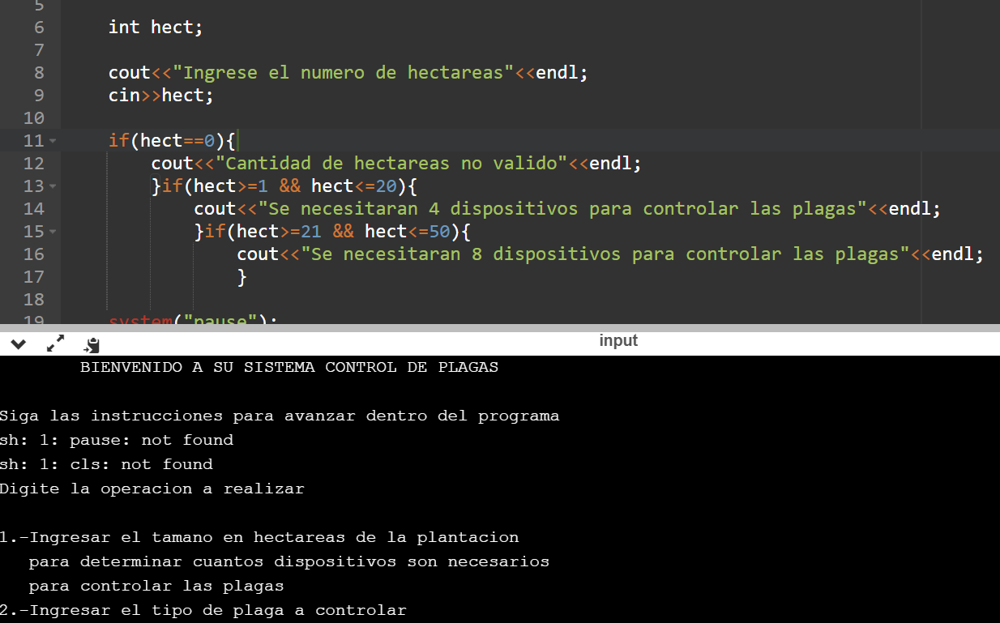 5
6 int hect;
7
8 cout<<"Ingrese el numero de hectareas"<<endl;
9 cin>>hect;
10
11 if(hect==0){
12 cout<<"Cantidad de hectareas no valido"<<endl;
13 }if(hect>=1 && hect<=20){
14 cout<<"Se necesitaran 4 dispositivos para controlar las plagas"<<endl;
15 }if(hect>=21 && hect<=50){
16 cout<<"Se necesitaran 8 dispositivos para controlar las plagas"<<endl;
17 }
18
19 system("pause");
input
BIENVENIDO A SU SISTEMA CONTROL DE PLAGAS
Siga las instrucciones para avanzar dentro del programa
sh: 1: pause: not found
sh: 1: cls: not found
Digite la operacion a realizar
1.-Ingresar el tamano en hectareas de la plantacion
para determinar cuantos dispositivos son necesarios
para controlar las plagas
2.-Ingresar el tipo de plaga a controlar